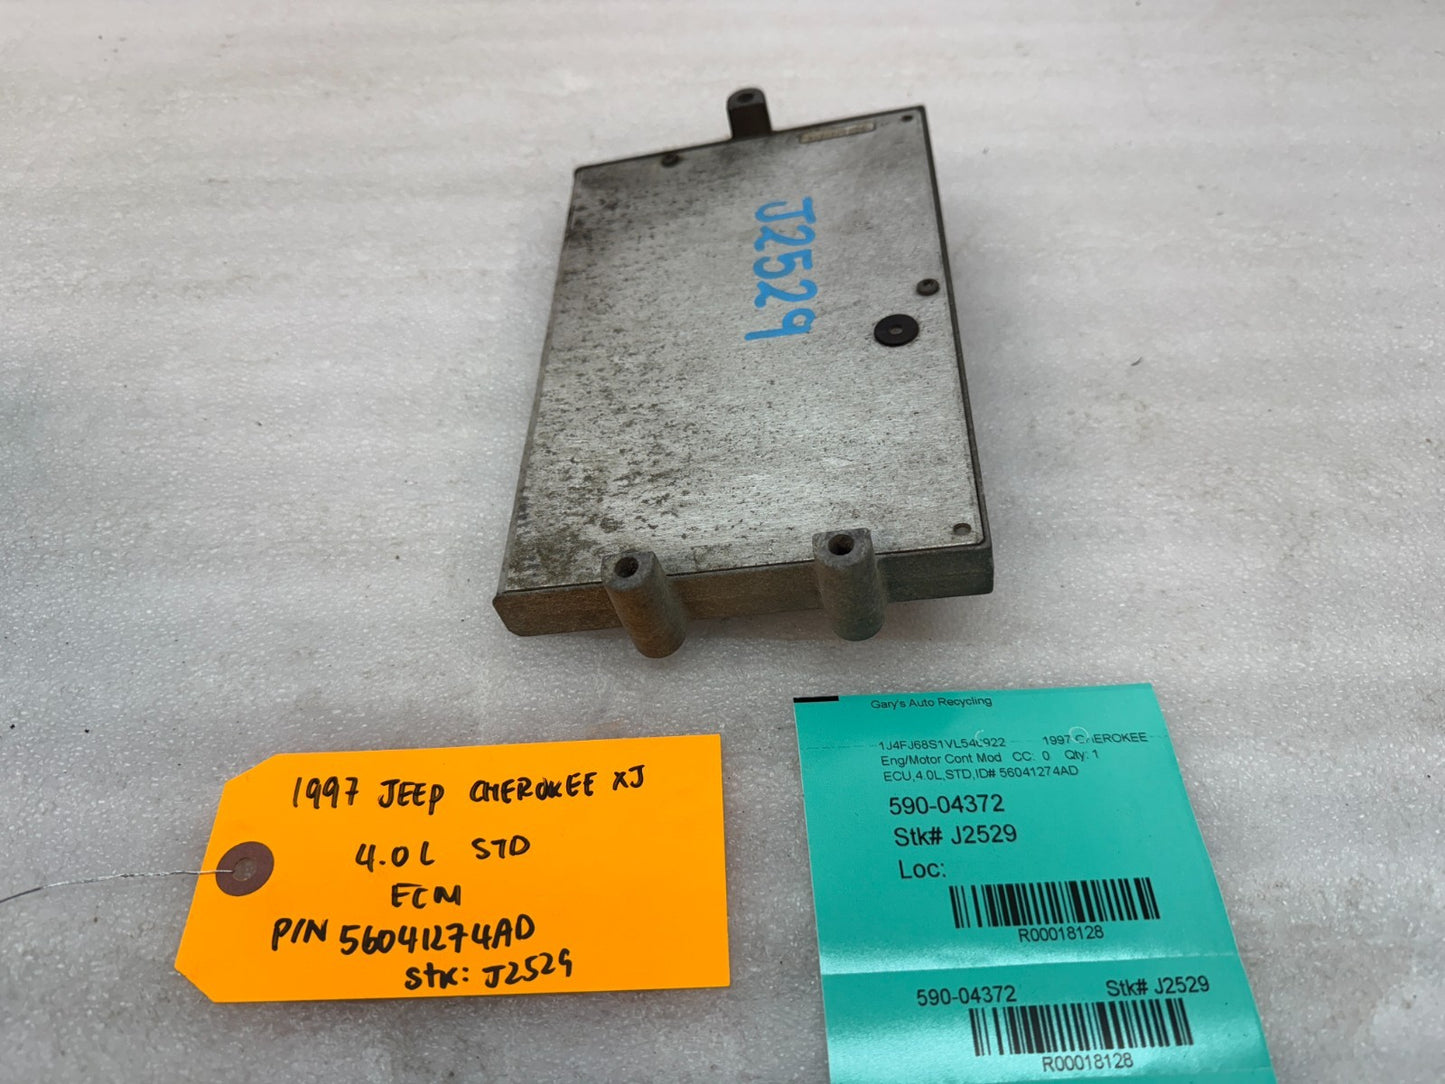 J2529
1997 JEEP CHEROKEE XJ
4.0L STD
ECM
P/N 56041274AD
Stk: J2529
Gary's Auto Recycling
1997 CHEROKEE
Eng/Motor Cont Mod CC: 0 Qty: 1
ECU,4.0L,STD,ID# 56041274AD
590-04372
Stk# J2529
Loc:
R00018128
590-04372 Stk# J2529
R00018128